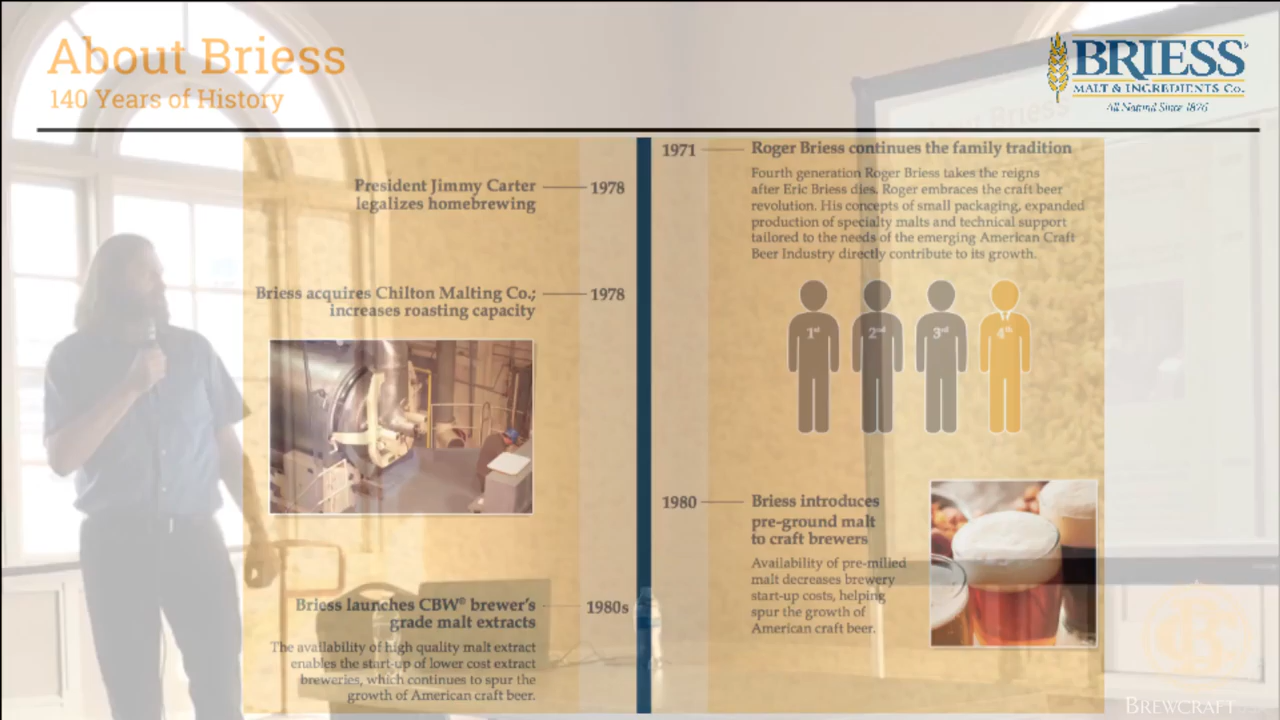 About Briess
140 Years of History
BRIESS
MALT & INGREDIENTS CO.
All Natural Since 1876
President Jimmy Carter
legalizes homebrewing
1978
Briess acquires Chilton Malting Co.;
increases roasting capacity
1978
Briess launches CBW® brewer's
grade malt extracts
1980s
The availability of high quality malt extract
enables the start-up of lower cost extract
breweries, which continues to spur the
growth of American craft beer.
1971
Roger Briess continues the family tradition
Fourth generation Roger Briess takes the reigns
after Eric Briess dies. Roger embraces the craft beer
revolution. His concepts of small packaging, expanded
production of specialty malts and technical support
tailored to the needs of the emerging American Craft
Beer Industry directly contribute to its growth.
1st
2nd
3rd
4th
1980
Briess introduces
pre-ground malt
to craft brewers
Availability of pre-milled
malt decreases brewery
start-up costs, helping
spur the growth of
American craft beer.
BREWCRAFT